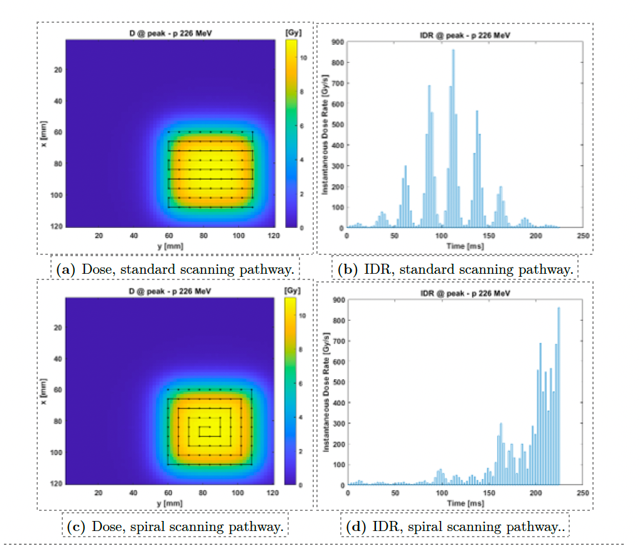 D @ peak - p 226 MeV
[Gy]
x [mm]
20
40
60
80
100
120
20 40 60 80 100 120
y [mm]
10
8
6
4
2
0
IDR @ peak - p 226 MeV
Instantaneous Dose Rate [Gy/s]
900
800
700
600
500
400
300
200
100
0
0 50 100 150 200 250
Time [ms]
(a) Dose, standard scanning pathway.
(b) IDR, standard scanning pathway.
D @ peak - p 226 MeV
[Gy]
x [mm]
20
40
60
80
100
120
20 40 60 80 100 120
y [mm]
10
8
6
4
2
0
IDR @ peak - p 226 MeV
Instantaneous Dose Rate [Gy/s]
900
800
700
600
500
400
300
200
100
0
0 50 100 150 200 250
Time [ms]
(c) Dose, spiral scanning pathway.
(d) IDR, spiral scanning pathway..